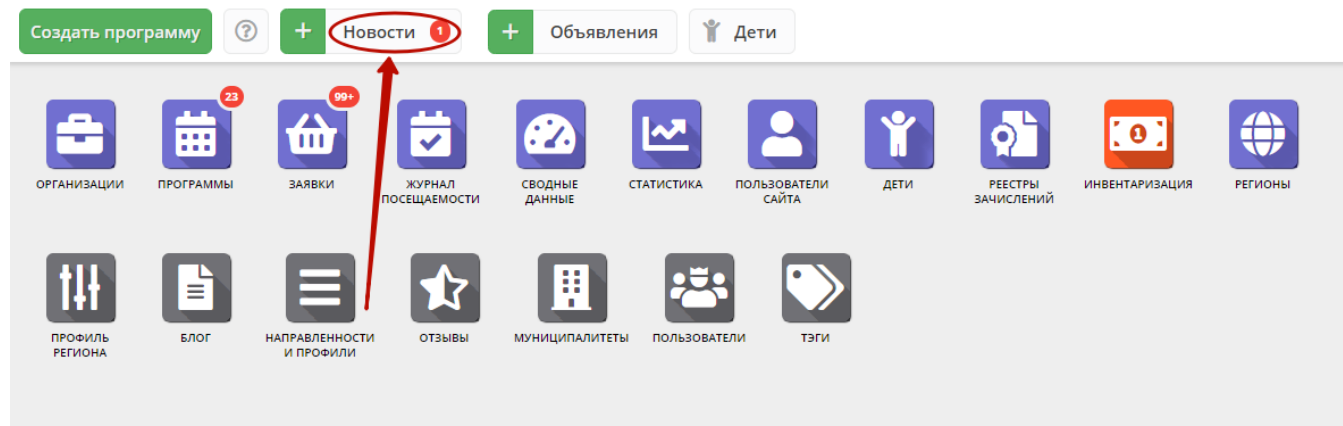 Создать программу ? + Новости 1 + Объявления Дети
23 99+
1
ОРГАНИЗАЦИИ ПРОГРАММЫ ЗАЯВКИ ЖУРНАЛ ПОСЕЩАЕМОСТИ СВОДНЫЕ ДАННЫЕ СТАТИСТИКА ПОЛЬЗОВАТЕЛИ САЙТА ДЕТИ РЕЕСТРЫ ЗАЧИСЛЕНИЙ ИНВЕНТАРИЗАЦИЯ РЕГИОНЫ
ПРОФИЛЬ РЕГИОНА БЛОГ НАПРАВЛЕННОСТИ И ПРОФИЛИ ОТЗЫВЫ МУНИЦИПАЛИТЕТЫ ПОЛЬЗОВАТЕЛИ ТЭГИ